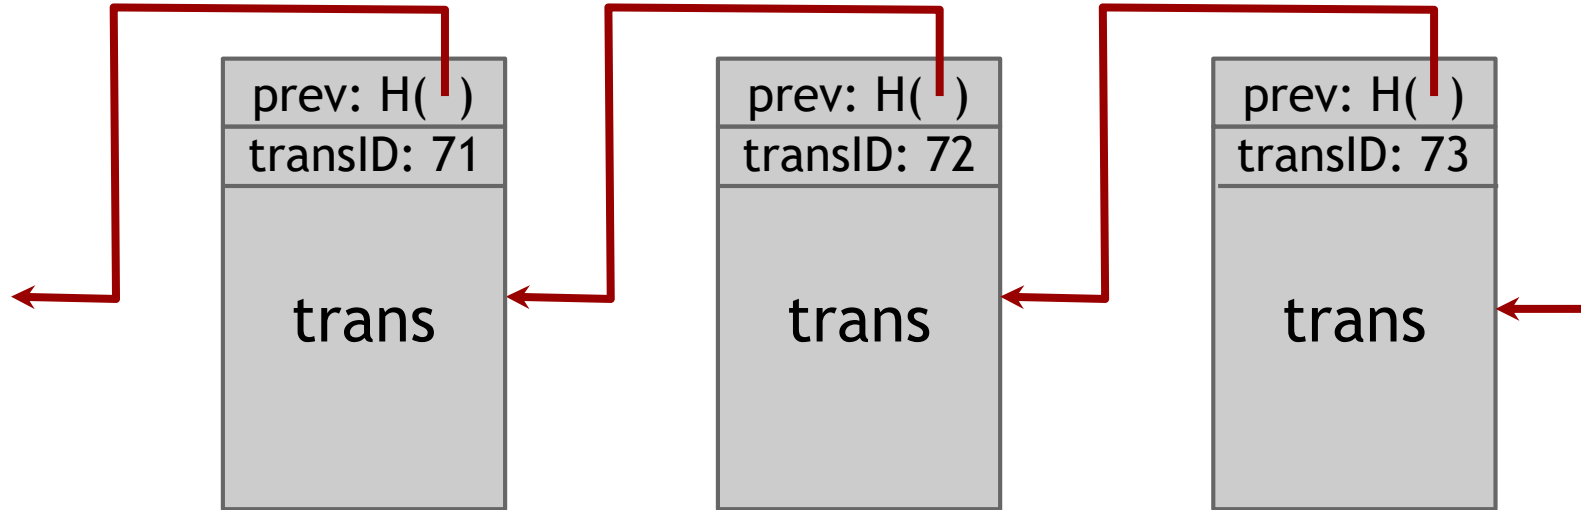 prev: H( )
transID: 71
trans
prev: H( )
transID: 72
trans
prev: H( )
transID: 73
trans